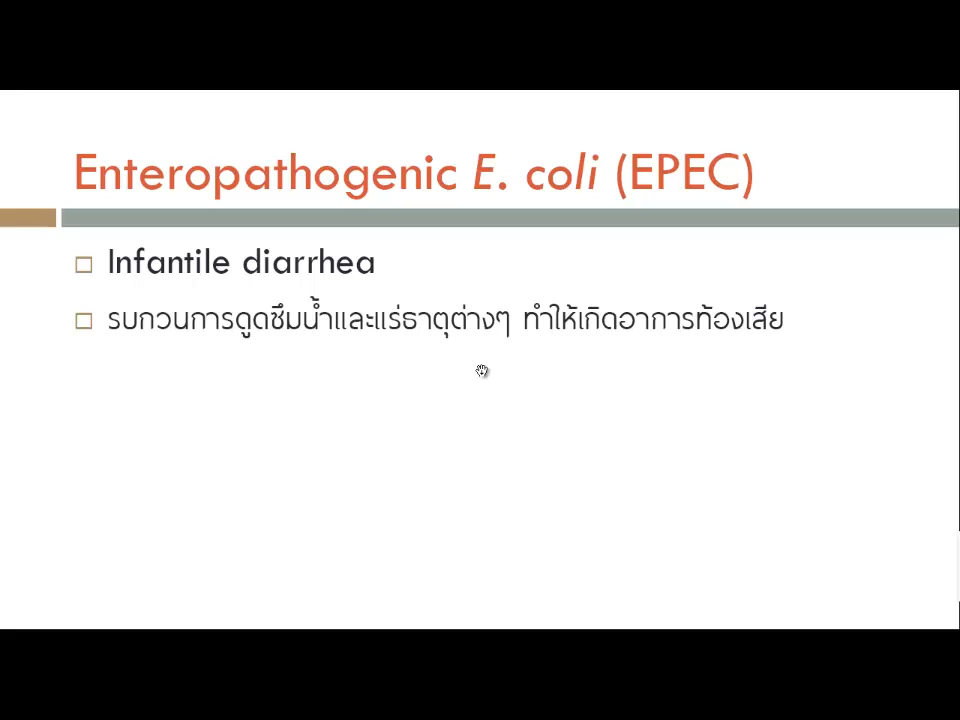 Enteropathogenic E. coli (EPEC)
Infantile diarrhea
รบกวนการดูดซึมน้ำและแร่ธาตุต่างๆ ทำให้เกิดอาการท้องเสีย